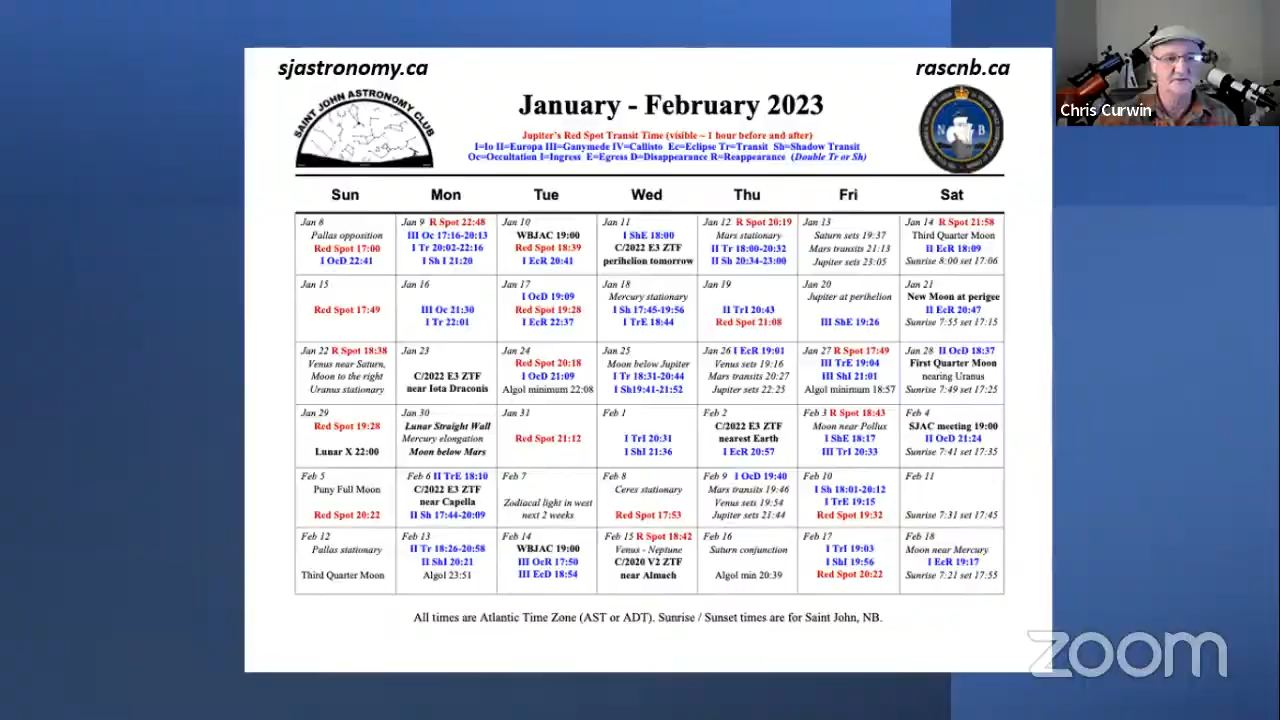 sjastronomy.ca
rascnb.ca
SAINT JOHN ASTRONOMY CLUB
January - February 2023
N B
Chris Curwin
Jupiter's Red Spot Transit Time (visible ~ 1 hour before and after)
I=Io II=Europa III=Ganymede IV=Callisto Ec=Eclipse Tr=Transit Sh=Shadow Transit
Oc=Occultation I=Ingress E=Egress D=Disappearance R=Reappearance (Double Tr or Sh)
Sun Mon Tue Wed Thu Fri Sat
Jan 8
Pallas opposition
Red Spot 17:00
I OcD 22:41
Jan 9 R Spot 22:48
III Oc 17:16-20:13
I Tr 20:02-22:16
I Sh I 21:20
Jan 10
WBJAC 19:00
Red Spot 18:39
I EcR 20:41
Jan 11
I ShE 18:00
C/2022 E3 ZTF
perihelion tomorrow
Jan 12 R Spot 20:19
Mars stationary
II Tr 18:00-20:32
II Sh 20:34-23:00
Jan 13
Saturn sets 19:37
Mars transits 21:13
Jupiter sets 23:05
Jan 14 R Spot 21:58
Third Quarter Moon
II EcR 18:09
Sunrise 8:00 set 17:06
Jan 15
Red Spot 17:49
Jan 16
III Oc 21:30
I Tr 22:01
Jan 17
I OcD 19:09
Red Spot 19:28
I EcR 22:37
Jan 18
Mercury stationary
I Sh 17:45-19:56
I TrE 18:44
Jan 19
II TrI 20:43
Red Spot 21:08
Jan 20
Jupiter at perihelion
III ShE 19:26
Jan 21
New Moon at perigee
II EcR 20:47
Sunrise 7:55 set 17:15
Jan 22 R Spot 18:38
Venus near Saturn,
Moon to the right
Uranus stationary
Jan 23
C/2022 E3 ZTF
near Iota Draconis
Jan 24
Red Spot 20:18
I OcD 21:09
Algol minimum 22:08
Jan 25
Moon below Jupiter
I Tr 18:31-20:44
I Sh19:41-21:52
Jan 26 I EcR 19:01
Venus sets 19:16
Mars transits 20:27
Jupiter sets 22:25
Jan 27 R Spot 17:49
III TrE 19:04
III ShI 21:01
Algol minimum 18:57
Jan 28 II OcD 18:37
First Quarter Moon
nearing Uranus
Sunrise 7:49 set 17:25
Jan 29
Red Spot 19:28
Lunar X 22:00
Jan 30
Lunar Straight Wall
Mercury elongation
Moon below Mars
Jan 31
Red Spot 21:12
Feb 1
I TrI 20:31
I ShI 21:36
Feb 2
C/2022 E3 ZTF
nearest Earth
I EcR 20:57
Feb 3 R Spot 18:43
Moon near Pollux
I ShE 18:17
III TrI 20:33
Feb 4
SJAC meeting 19:00
II OcD 21:24
Sunrise 7:41 set 17:35
Feb 5
Puny Full Moon
Red Spot 20:22
Feb 6 II TrE 18:10
C/2022 E3 ZTF
near Capella
II Sh 17:44-20:09
Feb 7
Zodiacal light in west
next 2 weeks
Feb 8
Ceres stationary
Red Spot 17:53
Feb 9 I OcD 19:40
Mars transits 19:46
Venus sets 19:54
Jupiter sets 21:44
Feb 10
I Sh 18:01-20:12
I TrE 19:15
Red Spot 19:32
Feb 11
Sunrise 7:31 set 17:45
Feb 12
Pallas stationary
Third Quarter Moon
Feb 13
II Tr 18:26-20:58
II ShI 20:21
Algol 23:51
Feb 14
WBJAC 19:00
III OcR 17:50
III EcD 18:54
Feb 15 R Spot 18:42
Venus - Neptune
C/2020 V2 ZTF
near Almach
Feb 16
Saturn conjunction
Algol min 20:39
Feb 17
I TrI 19:03
I ShI 19:56
Red Spot 20:22
Feb 18
Moon near Mercury
I EcR 19:17
Sunrise 7:21 set 17:55
All times are Atlantic Time Zone (AST or ADT). Sunrise / Sunset times are for Saint John, NB.
zoom